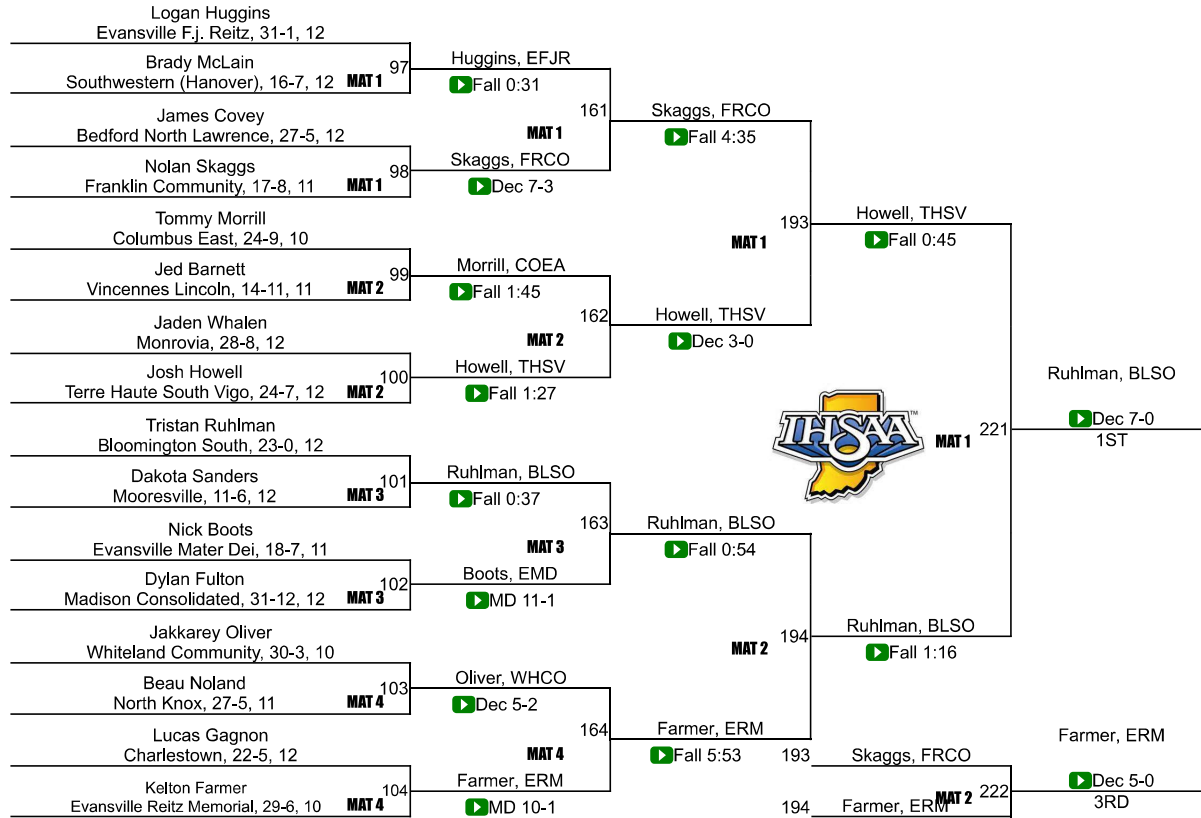 Logan Huggins
Evansville F.j. Reitz, 31-1, 12
Brady McLain
Southwestern (Hanover), 16-7, 12
MAT 1
97
Huggins, EFJR
Fall 0:31
James Covey
Bedford North Lawrence, 27-5, 12
Nolan Skaggs
Franklin Community, 17-8, 11
MAT 1
98
Skaggs, FRCO
Dec 7-3
161
MAT 1
Skaggs, FRCO
Fall 4:35
Tommy Morrill
Columbus East, 24-9, 10
Jed Barnett
Vincennes Lincoln, 14-11, 11
MAT 2
99
Morrill, COEA
Fall 1:45
Jaden Whalen
Monrovia, 28-8, 12
Josh Howell
Terre Haute South Vigo, 24-7, 12
MAT 2
100
Howell, THSV
Fall 1:27
162
MAT 2
Howell, THSV
Dec 3-0
193
MAT 1
Howell, THSV
Fall 0:45
Tristan Ruhlman
Bloomington South, 23-0, 12
Dakota Sanders
Mooresville, 11-6, 12
MAT 3
101
Ruhlman, BLSO
Fall 0:37
Nick Boots
Evansville Mater Dei, 18-7, 11
Dylan Fulton
Madison Consolidated, 31-12, 12
MAT 3
102
Boots, EMD
MD 11-1
163
MAT 3
Ruhlman, BLSO
Fall 0:54
Jakkarey Oliver
Whiteland Community, 30-3, 10
Beau Noland
North Knox, 27-5, 11
MAT 4
103
Oliver, WHCO
Dec 5-2
Lucas Gagnon
Charlestown, 22-5, 12
Kelton Farmer
Evansville Reitz Memorial, 29-6, 10
MAT 4
104
Farmer, ERM
MD 10-1
164
MAT 4
Farmer, ERM
Fall 5:53
194
MAT 2
Ruhlman, BLSO
Fall 1:16
IHSAA
TM
MAT 1
221
Ruhlman, BLSO
Dec 7-0
1ST
193
Skaggs, FRCO
194
Farmer, ERM
MAT 2
222
Farmer, ERM
Dec 5-0
3RD